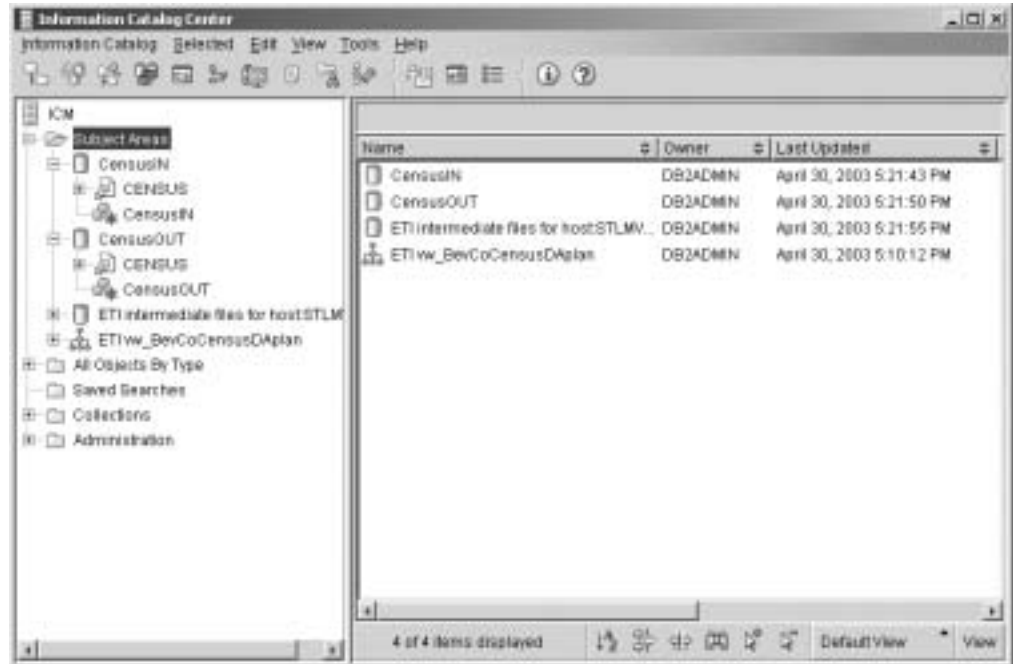 Information Catalog Center
Information Catalog Selected Edit View Tools Help
ICM
Subject Areas
CensusIN
CENSUS
CensusIN
CensusOUT
CENSUS
CensusOUT
ETI intermediate files for host:STLM
ETI vw_BevCoCensusDAplan
All Objects By Type
Saved Searches
Collections
Administration
Name Owner Last Updated
CensusIN DB2ADMIN April 30, 2003 5:21:43 PM
CensusOUT DB2ADMIN April 30, 2003 5:21:50 PM
ETI intermediate files for host:STLMV... DB2ADMIN April 30, 2003 5:21:55 PM
ETI vw_BevCoCensusDAplan DB2ADMIN April 30, 2003 5:10:12 PM
4 of 4 items displayed Default View View